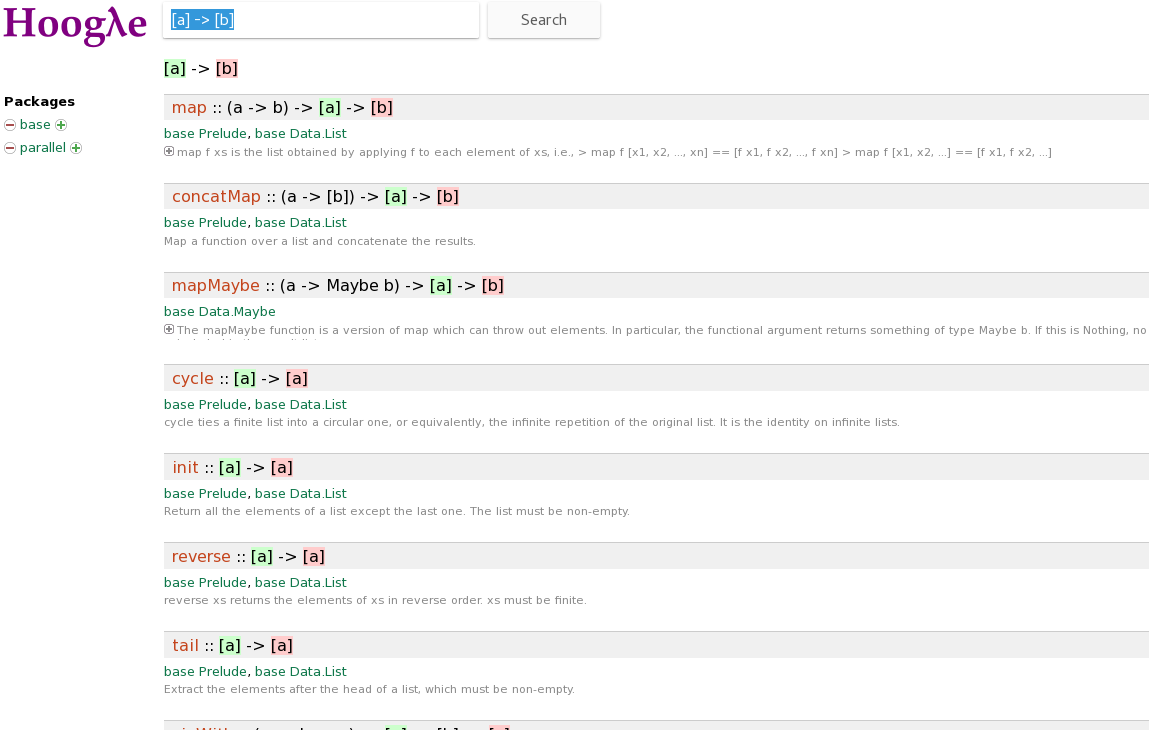 Hoogλe
[a] -> [b]
Search
[a] -> [b]
Packages
base
parallel
map :: (a -> b) -> [a] -> [b]
base Prelude, base Data.List
map f xs is the list obtained by applying f to each element of xs, i.e., > map f [x1, x2, ..., xn] == [f x1, f x2, ..., f xn] > map f [x1, x2, ...] == [f x1, f x2, ...]
concatMap :: (a -> [b]) -> [a] -> [b]
base Prelude, base Data.List
Map a function over a list and concatenate the results.
mapMaybe :: (a -> Maybe b) -> [a] -> [b]
base Data.Maybe
The mapMaybe function is a version of map which can throw out elements. In particular, the functional argument returns something of type Maybe b. If this is Nothing, no
cycle :: [a] -> [a]
base Prelude, base Data.List
cycle ties a finite list into a circular one, or equivalently, the infinite repetition of the original list. It is the identity on infinite lists.
init :: [a] -> [a]
base Prelude, base Data.List
Return all the elements of a list except the last one. The list must be non-empty.
reverse :: [a] -> [a]
base Prelude, base Data.List
reverse xs returns the elements of xs in reverse order. xs must be finite.
tail :: [a] -> [a]
base Prelude, base Data.List
Extract the elements after the head of a list, which must be non-empty.